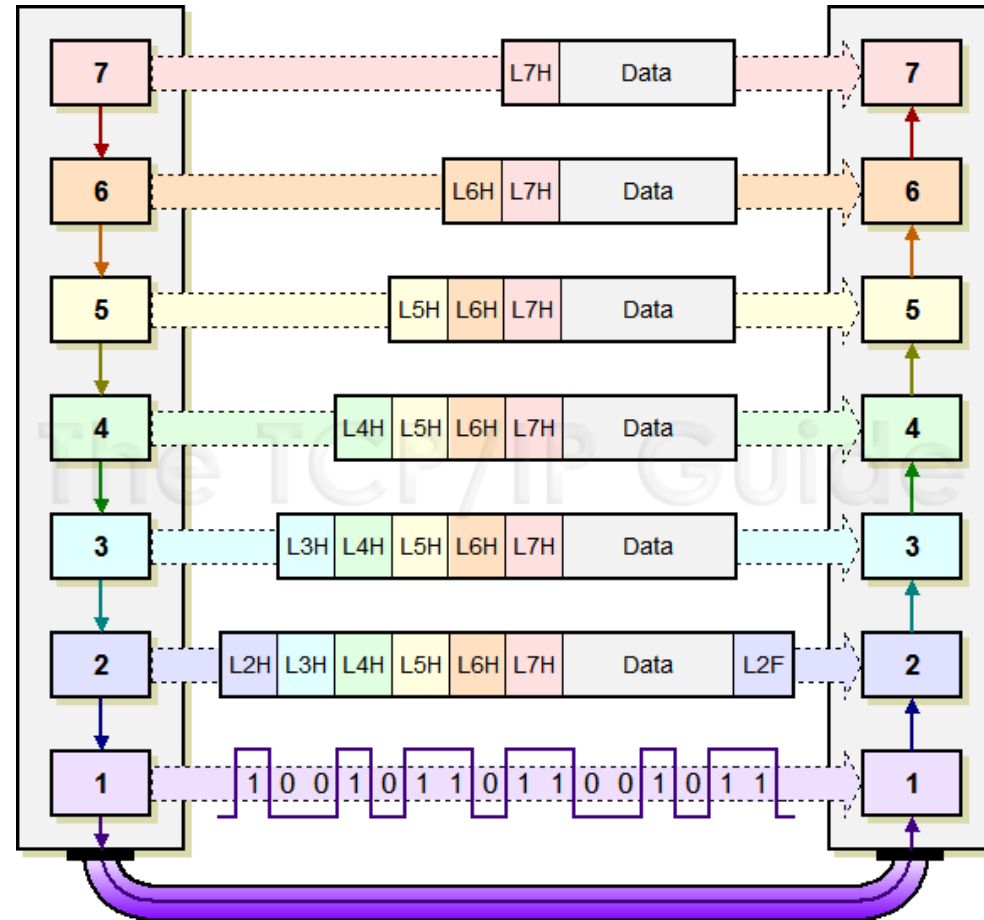 7 L7H Data 7
6 L6H L7H Data 6
5 L5H L6H L7H Data 5
4 L4H L5H L6H L7H Data 4
The TCP/IP Guide
3 L3H L4H L5H L6H L7H Data 3
2 L2H L3H L4H L5H L6H L7H Data L2F 2
1 1 0 0 1 0 1 1 0 1 1 0 0 1 0 1 1 1